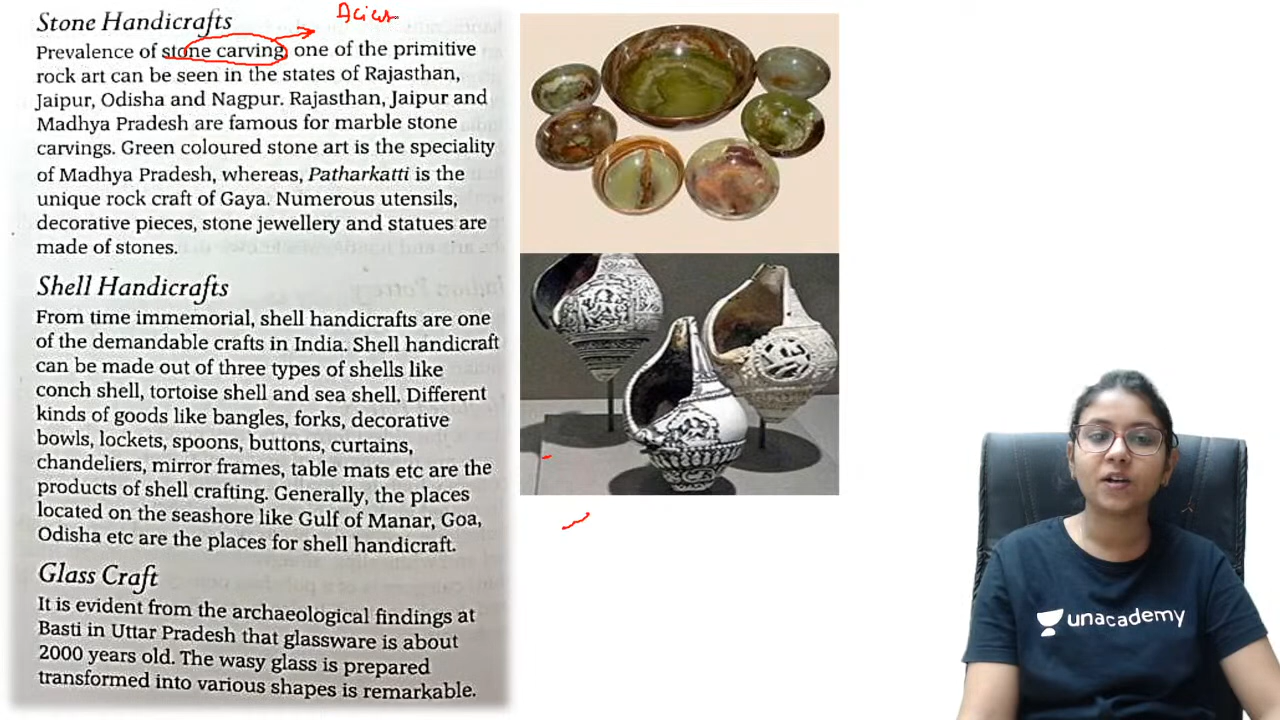 Stone Handicrafts
Prevalence of stone carving, one of the primitive
rock art can be seen in the states of Rajasthan,
Jaipur, Odisha and Nagpur. Rajasthan, Jaipur and
Madhya Pradesh are famous for marble stone
carvings. Green coloured stone art is the speciality
of Madhya Pradesh, whereas, Patharkatti is the
unique rock craft of Gaya. Numerous utensils,
decorative pieces, stone jewellery and statues are
made of stones.
Shell Handicrafts
From time immemorial, shell handicrafts are one
of the demandable crafts in India. Shell handicraft
can be made out of three types of shells like
conch shell, tortoise shell and sea shell. Different
kinds of goods like bangles, forks, decorative
bowls, lockets, spoons, buttons, curtains,
chandeliers, mirror frames, table mats etc are the
products of shell crafting. Generally, the places
located on the seashore like Gulf of Manar, Goa,
Odisha etc are the places for shell handicraft.
Glass Craft
It is evident from the archaeological findings at
Basti in Uttar Pradesh that glassware is about
2000 years old. The wasy glass is prepared
transformed into various shapes is remarkable.
unacademy